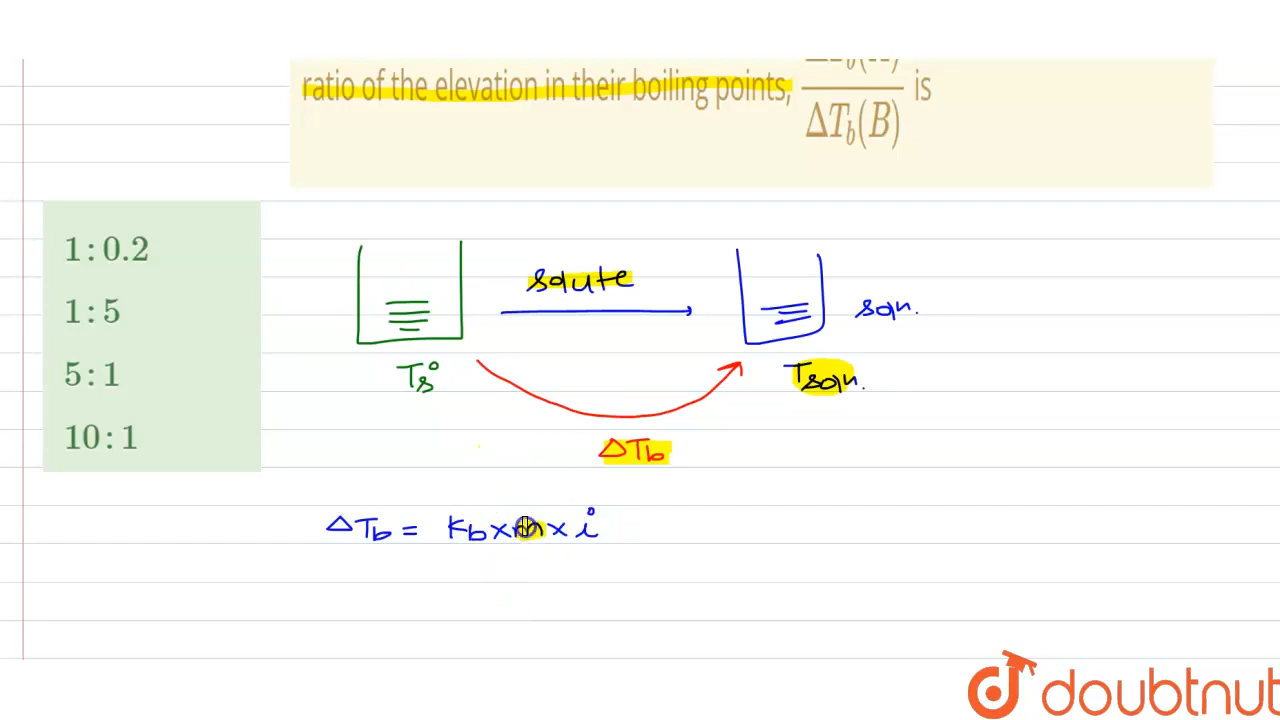 ratio of the elevation in their boiling points, ΔT_b(B) is
1 : 0.2
1 : 5
5 : 1
10 : 1
solute
soln.
Ts°
Tsoln.
ΔTb
ΔTb = Kb × m × i
doubtnut